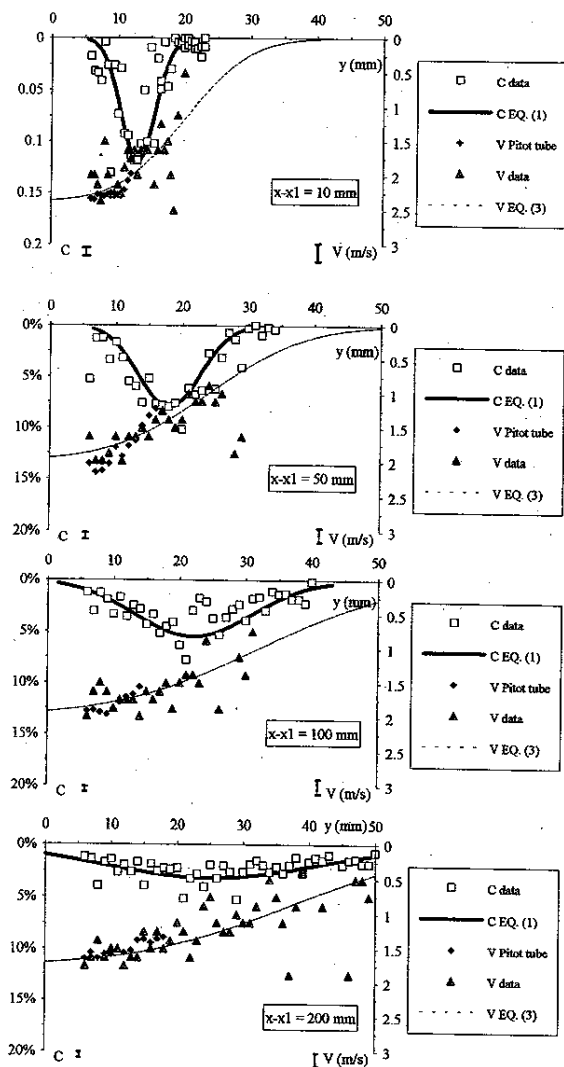 0 10 20 30 40 50
0 0
y (mm)
0.5
0.05
1
0.1 1.5
2
0.15
2.5
x-x1 = 10 mm
0.2 3
C V (m/s)
C data
C EQ. (1)
V Pitot tube
V data
V EQ. (3)
0 10 20 30 40 50
0% 0
y (mm)
0.5
5%
1
10% 1.5
2
15%
2.5
x-x1 = 50 mm
20% 3
C V (m/s)
C data
C EQ. (1)
V Pitot tube
V data
V EQ. (3)
0 10 20 30 40 50
0% 0
y (mm)
0.5
5%
1
10% 1.5
2
15%
2.5
x-x1 = 100 mm
20% 3
C V (m/s)
C data
C EQ. (1)
V Pitot tube
V data
V EQ. (3)
0 10 20 30 40 y (mm) 50
0% 0
0.5
5%
1
10% 1.5
2
15%
2.5
x-x1 = 200 mm
20% 3
C V (m/s)
C data
C EQ. (1)
V Pitot tube
V data
V EQ. (3)